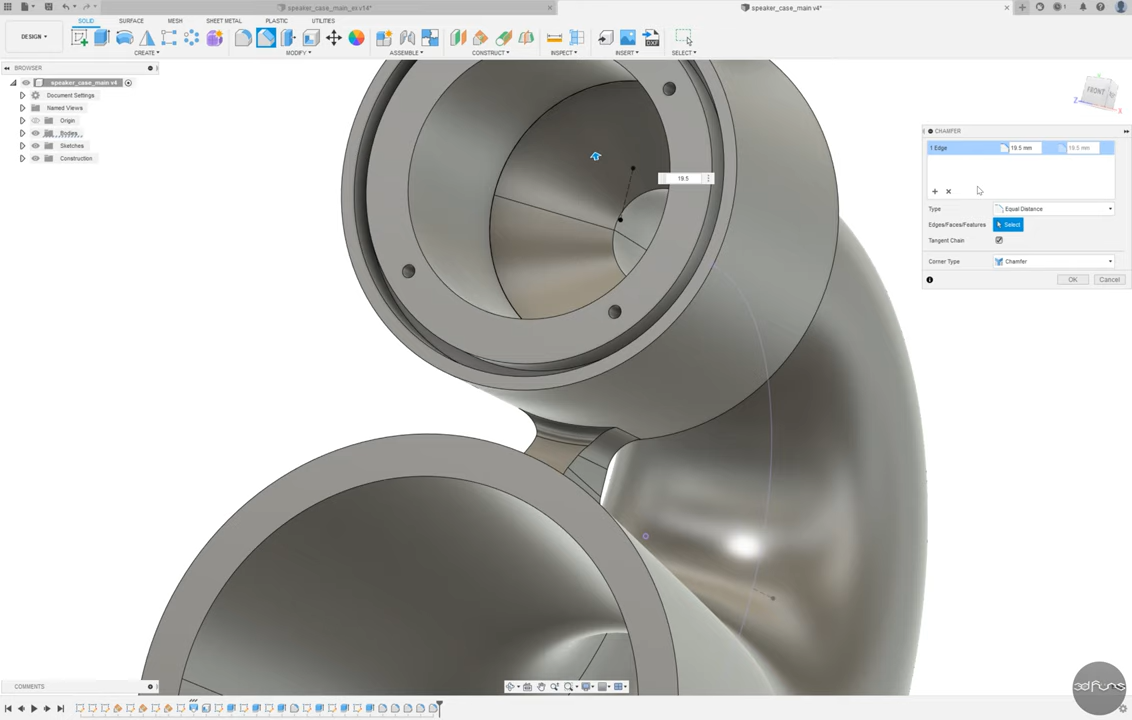 speaker_case_main_ex v14*
speaker_case_main v4*
DESIGN
SOLID
SURFACE
MESH
SHEET METAL
PLASTIC
UTILITIES
CREATE
MODIFY
ASSEMBLE
CONSTRUCT
INSPECT
INSERT
SELECT
DXF
BROWSER
speaker_case_main v4
Document Settings
Named Views
Origin
Bodies
Sketches
Construction
FRONT
Z
X
CHAMFER
1 Edge
19.5 mm
19.5 mm
Type
Equal Distance
Edges/Faces/Features
Select
Tangent Chain
Corner Type
Chamfer
OK
Cancel
19.5
COMMENTS
3dfuns